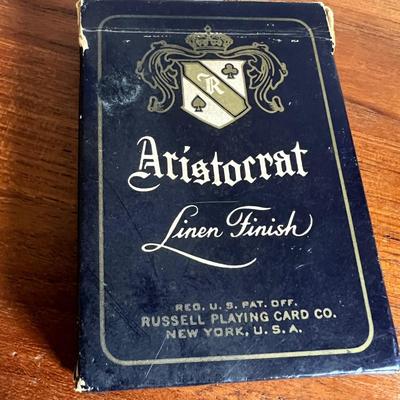 R
Aristocrat
Linen Finish
REG. U.S. PAT. OFF.
RUSSELL PLAYING CARD CO.
NEW YORK, U.S.A.